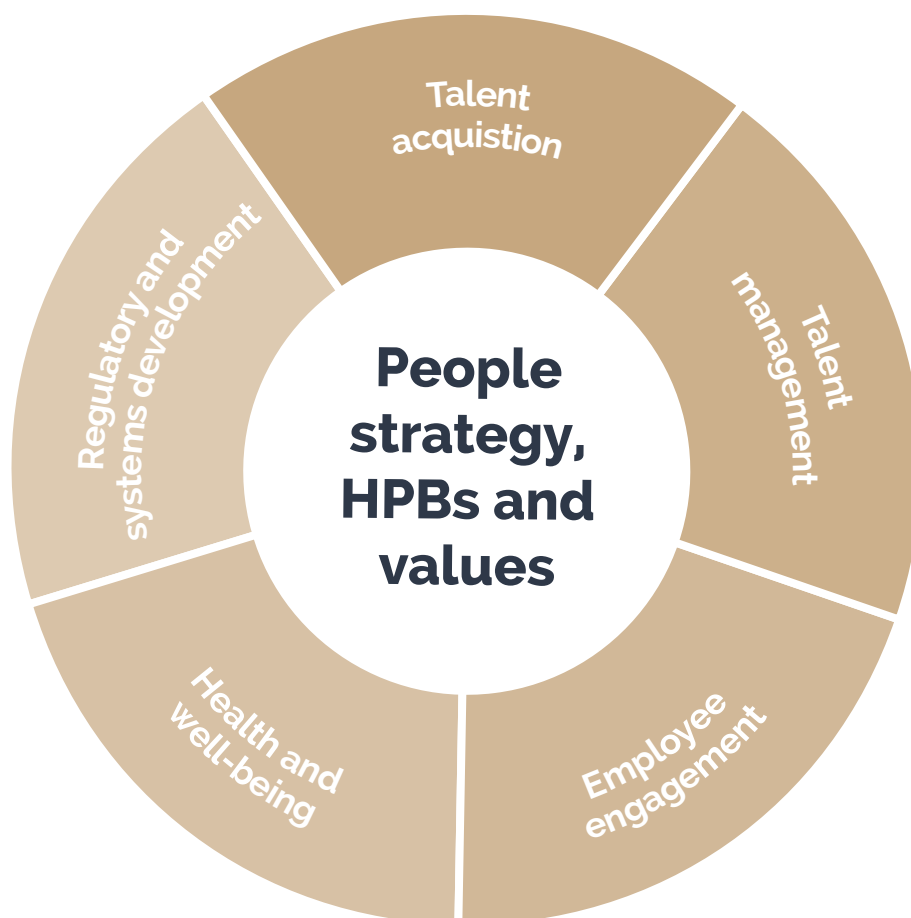 Talent
acquistion
Talent
management
Employee
engagement
Health and
well-being
Regulatory and
systems development
People
strategy,
HPBs and
values